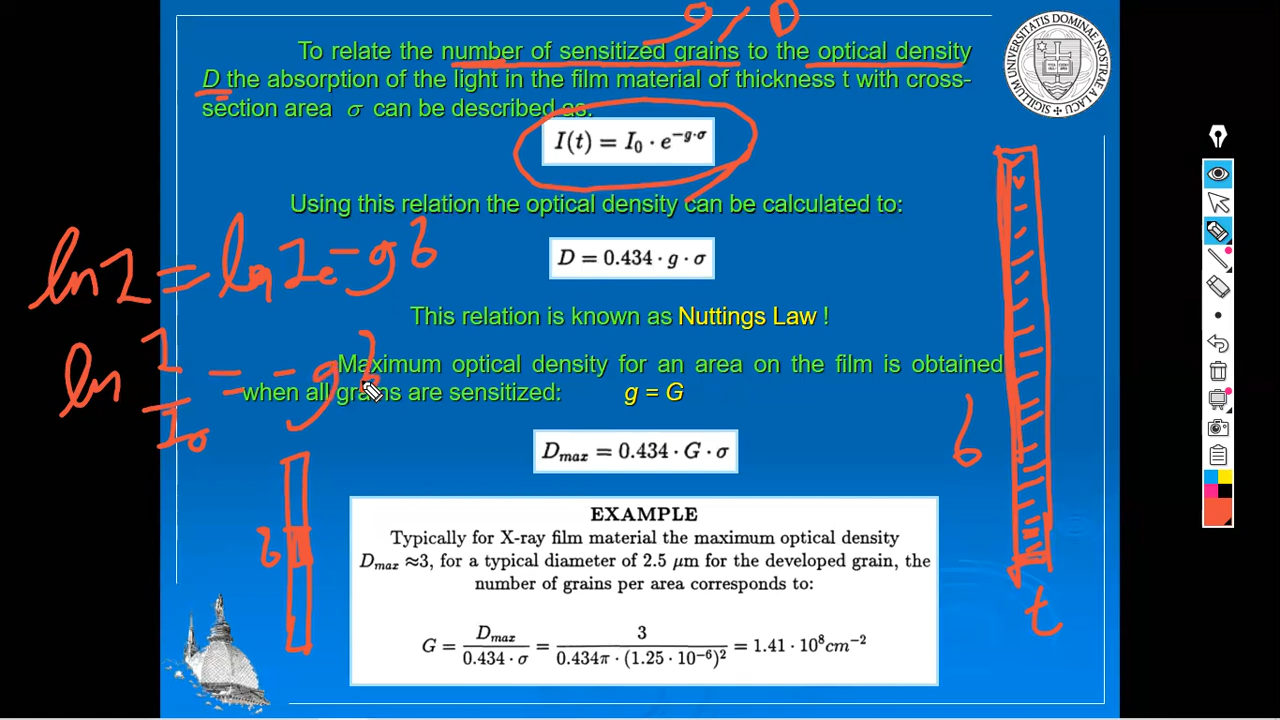 g, D
To relate the number of sensitized grains to the optical density
D the absorption of the light in the film material of thickness t with cross-
section area σ can be described as:
I(t) = I₀ · e^{-g·σ}
Using this relation the optical density can be calculated to:
ln I = ln I e^{-gσ}
D = 0.434 · g · σ
This relation is known as Nuttings Law !
ln I/I₀ = -gσ
Maximum optical density for an area on the film is obtained
when all grains are sensitized: g = G
D_max = 0.434 · G · σ
σ
EXAMPLE
Typically for X-ray film material the maximum optical density
D_max ≈3, for a typical diameter of 2.5 μm for the developed grain, the
number of grains per area corresponds to:
G = D_max / 0.434 · σ = 3 / 0.434π · (1.25 · 10⁻⁶)² = 1.41 · 10⁸cm⁻²
σ
t
UNIVERSITATIS DOMINAE NOSTRAE A LACU SIGILLUM